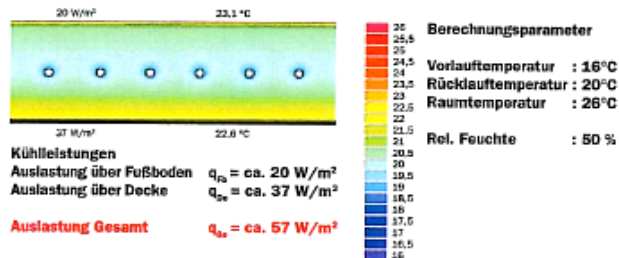 20 W/m²
23,1 °C
37 W/m²
22,6 °C
Kühlleistungen
Auslastung über Fußboden q_Fb = ca. 20 W/m²
Auslastung über Decke q_De = ca. 37 W/m²
Auslastung Gesamt q_Ge = ca. 57 W/m²
26
25,5
25
24,5
24
23,5
23
22,5
22
21,5
21
20,5
20
19,5
19
18,5
18
17,5
17
16,5
16
Berechnungsparameter
Vorlauftemperatur : 16°C
Rücklauftemperatur : 20°C
Raumtemperatur : 26°C
Rel. Feuchte : 50 %